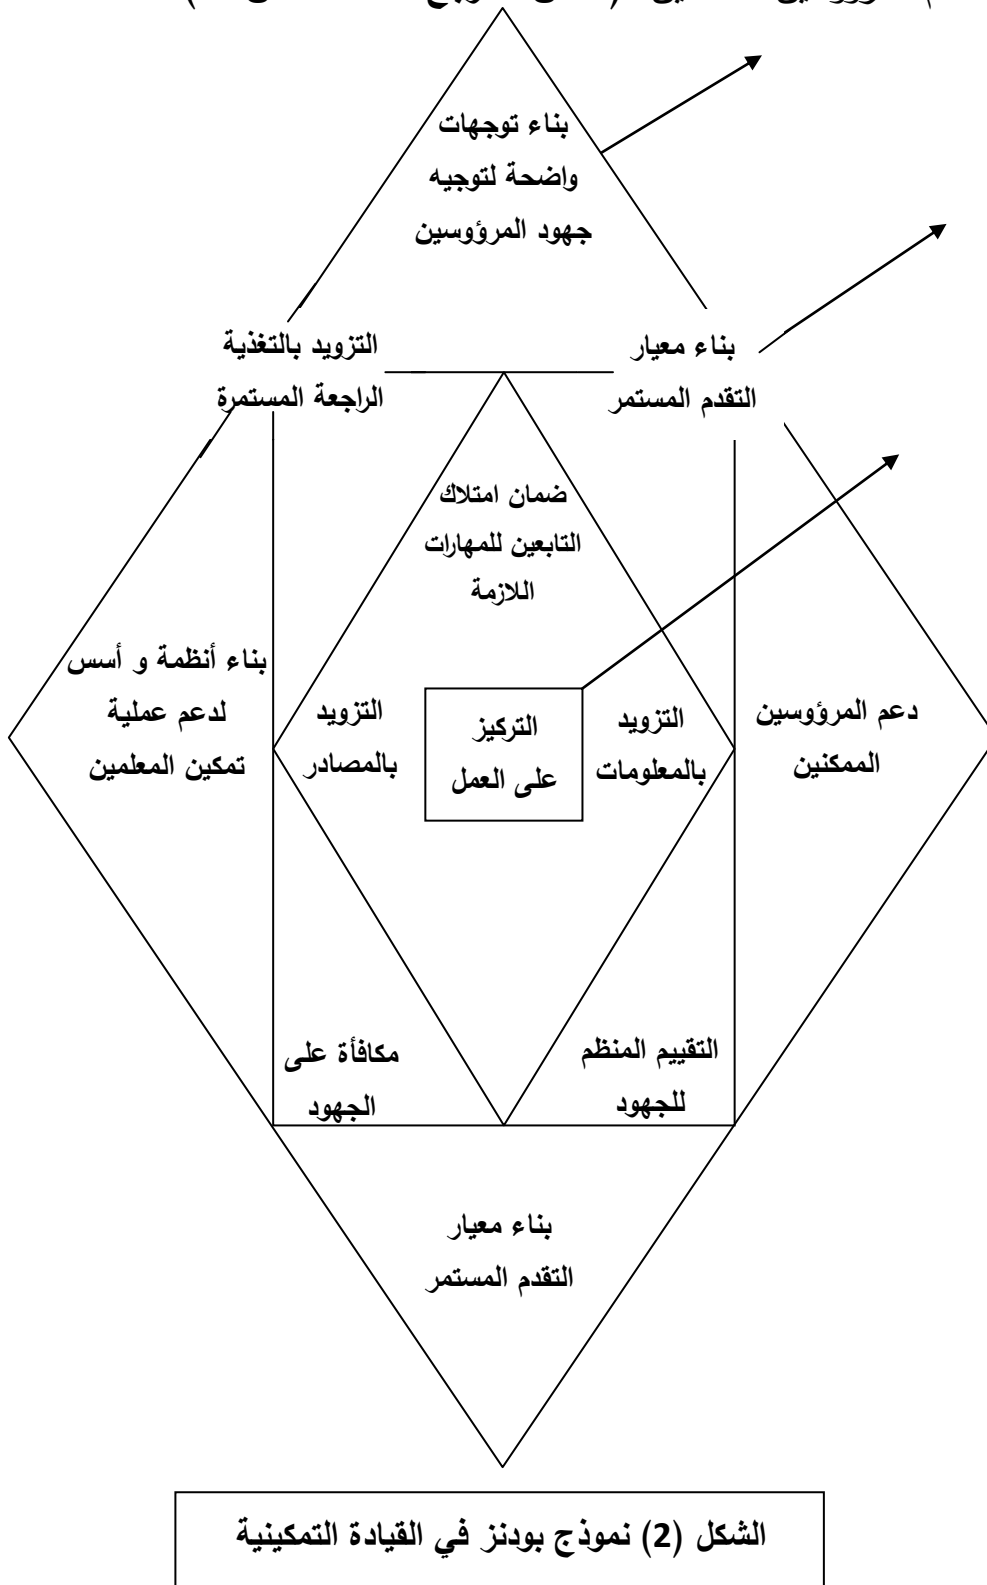 بناء توجهات
واضحة لتوجيه
جهود المرؤوسين
بناء معيار
التقدم المستمر
التزويد بالتغذية
الراجعة المستمرة
ضمان امتلاك
التابعين للمهارات
اللازمة
دعم المرؤوسين
الممكنين
التزويد
بالمعلومات
التركيز
على العمل
التزويد
بالمصادر
بناء أنظمة و أسس
لدعم عملية
تمكين المعلمين
التقييم المنظم
للجهود
مكافأة على
الجهود
بناء معيار
التقدم المستمر
الشكل (2) نموذج بودنز في القيادة التمكينية